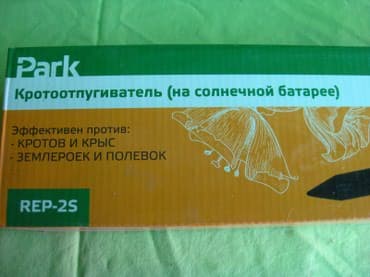 Park
Кротоотпугиватель (на солнечной батарее)
Эффективен против:
- КРОТОВ И КРЫС
- ЗЕМЛЕРОЕК И ПОЛЕВОК
REP-2S